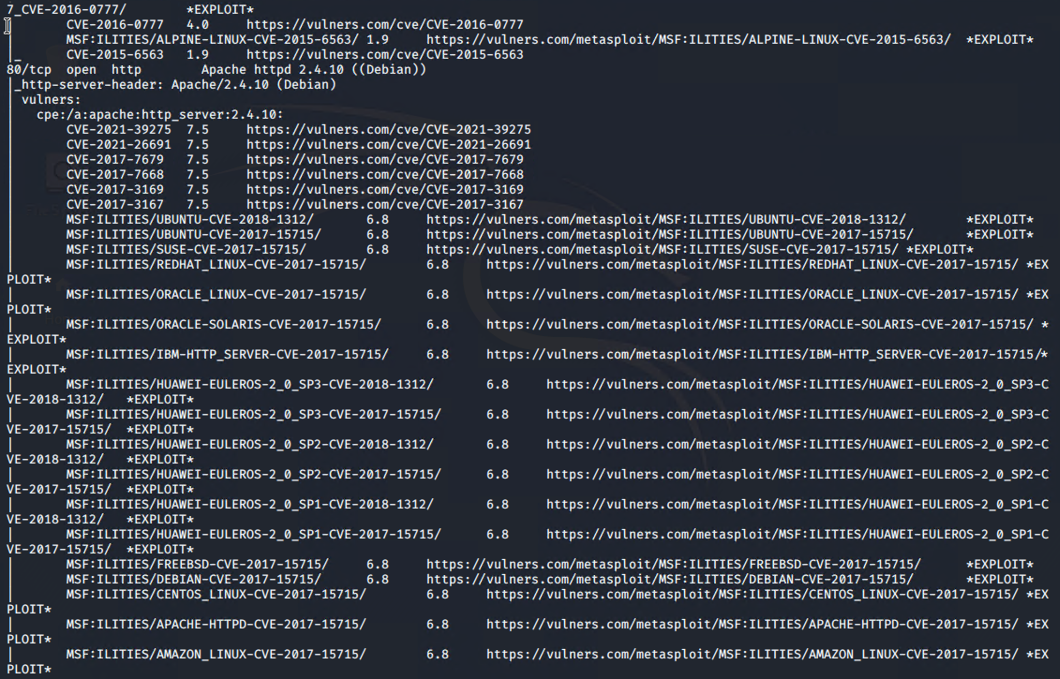 7_CVE-2016-0777/ *EXPLOIT*
| CVE-2016-0777 4.0 https://vulners.com/cve/CVE-2016-0777
| MSF:ILITIES/ALPINE-LINUX-CVE-2015-6563/ 1.9 https://vulners.com/metasploit/MSF:ILITIES/ALPINE-LINUX-CVE-2015-6563/ *EXPLOIT*
|_ CVE-2015-6563 1.9 https://vulners.com/cve/CVE-2015-6563
80/tcp open http Apache httpd 2.4.10 ((Debian))
|_http-server-header: Apache/2.4.10 (Debian)
| vulners:
| cpe:/a:apache:http_server:2.4.10:
| CVE-2021-39275 7.5 https://vulners.com/cve/CVE-2021-39275
| CVE-2021-26691 7.5 https://vulners.com/cve/CVE-2021-26691
| CVE-2017-7679 7.5 https://vulners.com/cve/CVE-2017-7679
| CVE-2017-7668 7.5 https://vulners.com/cve/CVE-2017-7668
| CVE-2017-3169 7.5 https://vulners.com/cve/CVE-2017-3169
| CVE-2017-3167 7.5 https://vulners.com/cve/CVE-2017-3167
| MSF:ILITIES/UBUNTU-CVE-2018-1312/ 6.8 https://vulners.com/metasploit/MSF:ILITIES/UBUNTU-CVE-2018-1312/ *EXPLOIT*
| MSF:ILITIES/UBUNTU-CVE-2017-15715/ 6.8 https://vulners.com/metasploit/MSF:ILITIES/UBUNTU-CVE-2017-15715/ *EXPLOIT*
| MSF:ILITIES/SUSE-CVE-2017-15715/ 6.8 https://vulners.com/metasploit/MSF:ILITIES/SUSE-CVE-2017-15715/ *EXPLOIT*
| MSF:ILITIES/REDHAT_LINUX-CVE-2017-15715/ 6.8 https://vulners.com/metasploit/MSF:ILITIES/REDHAT_LINUX-CVE-2017-15715/ *EX
PLOIT*
| MSF:ILITIES/ORACLE_LINUX-CVE-2017-15715/ 6.8 https://vulners.com/metasploit/MSF:ILITIES/ORACLE_LINUX-CVE-2017-15715/ *EX
PLOIT*
| MSF:ILITIES/ORACLE-SOLARIS-CVE-2017-15715/ 6.8 https://vulners.com/metasploit/MSF:ILITIES/ORACLE-SOLARIS-CVE-2017-15715/ *
EXPLOIT*
| MSF:ILITIES/IBM-HTTP_SERVER-CVE-2017-15715/ 6.8 https://vulners.com/metasploit/MSF:ILITIES/IBM-HTTP_SERVER-CVE-2017-15715/*
EXPLOIT*
| MSF:ILITIES/HUAWEI-EULEROS-2_0_SP3-CVE-2018-1312/ 6.8 https://vulners.com/metasploit/MSF:ILITIES/HUAWEI-EULEROS-2_0_SP3-C
VE-2018-1312/ *EXPLOIT*
| MSF:ILITIES/HUAWEI-EULEROS-2_0_SP3-CVE-2017-15715/ 6.8 https://vulners.com/metasploit/MSF:ILITIES/HUAWEI-EULEROS-2_0_SP3-C
VE-2017-15715/ *EXPLOIT*
| MSF:ILITIES/HUAWEI-EULEROS-2_0_SP2-CVE-2018-1312/ 6.8 https://vulners.com/metasploit/MSF:ILITIES/HUAWEI-EULEROS-2_0_SP2-C
VE-2018-1312/ *EXPLOIT*
| MSF:ILITIES/HUAWEI-EULEROS-2_0_SP2-CVE-2017-15715/ 6.8 https://vulners.com/metasploit/MSF:ILITIES/HUAWEI-EULEROS-2_0_SP2-C
VE-2017-15715/ *EXPLOIT*
| MSF:ILITIES/HUAWEI-EULEROS-2_0_SP1-CVE-2018-1312/ 6.8 https://vulners.com/metasploit/MSF:ILITIES/HUAWEI-EULEROS-2_0_SP1-C
VE-2018-1312/ *EXPLOIT*
| MSF:ILITIES/HUAWEI-EULEROS-2_0_SP1-CVE-2017-15715/ 6.8 https://vulners.com/metasploit/MSF:ILITIES/HUAWEI-EULEROS-2_0_SP1-C
VE-2017-15715/ *EXPLOIT*
| MSF:ILITIES/FREEBSD-CVE-2017-15715/ 6.8 https://vulners.com/metasploit/MSF:ILITIES/FREEBSD-CVE-2017-15715/ *EXPLOIT*
| MSF:ILITIES/DEBIAN-CVE-2017-15715/ 6.8 https://vulners.com/metasploit/MSF:ILITIES/DEBIAN-CVE-2017-15715/ *EXPLOIT*
| MSF:ILITIES/CENTOS_LINUX-CVE-2017-15715/ 6.8 https://vulners.com/metasploit/MSF:ILITIES/CENTOS_LINUX-CVE-2017-15715/ *EX
PLOIT*
| MSF:ILITIES/APACHE-HTTPD-CVE-2017-15715/ 6.8 https://vulners.com/metasploit/MSF:ILITIES/APACHE-HTTPD-CVE-2017-15715/ *EX
PLOIT*
| MSF:ILITIES/AMAZON_LINUX-CVE-2017-15715/ 6.8 https://vulners.com/metasploit/MSF:ILITIES/AMAZON_LINUX-CVE-2017-15715/ *EX
PLOIT*